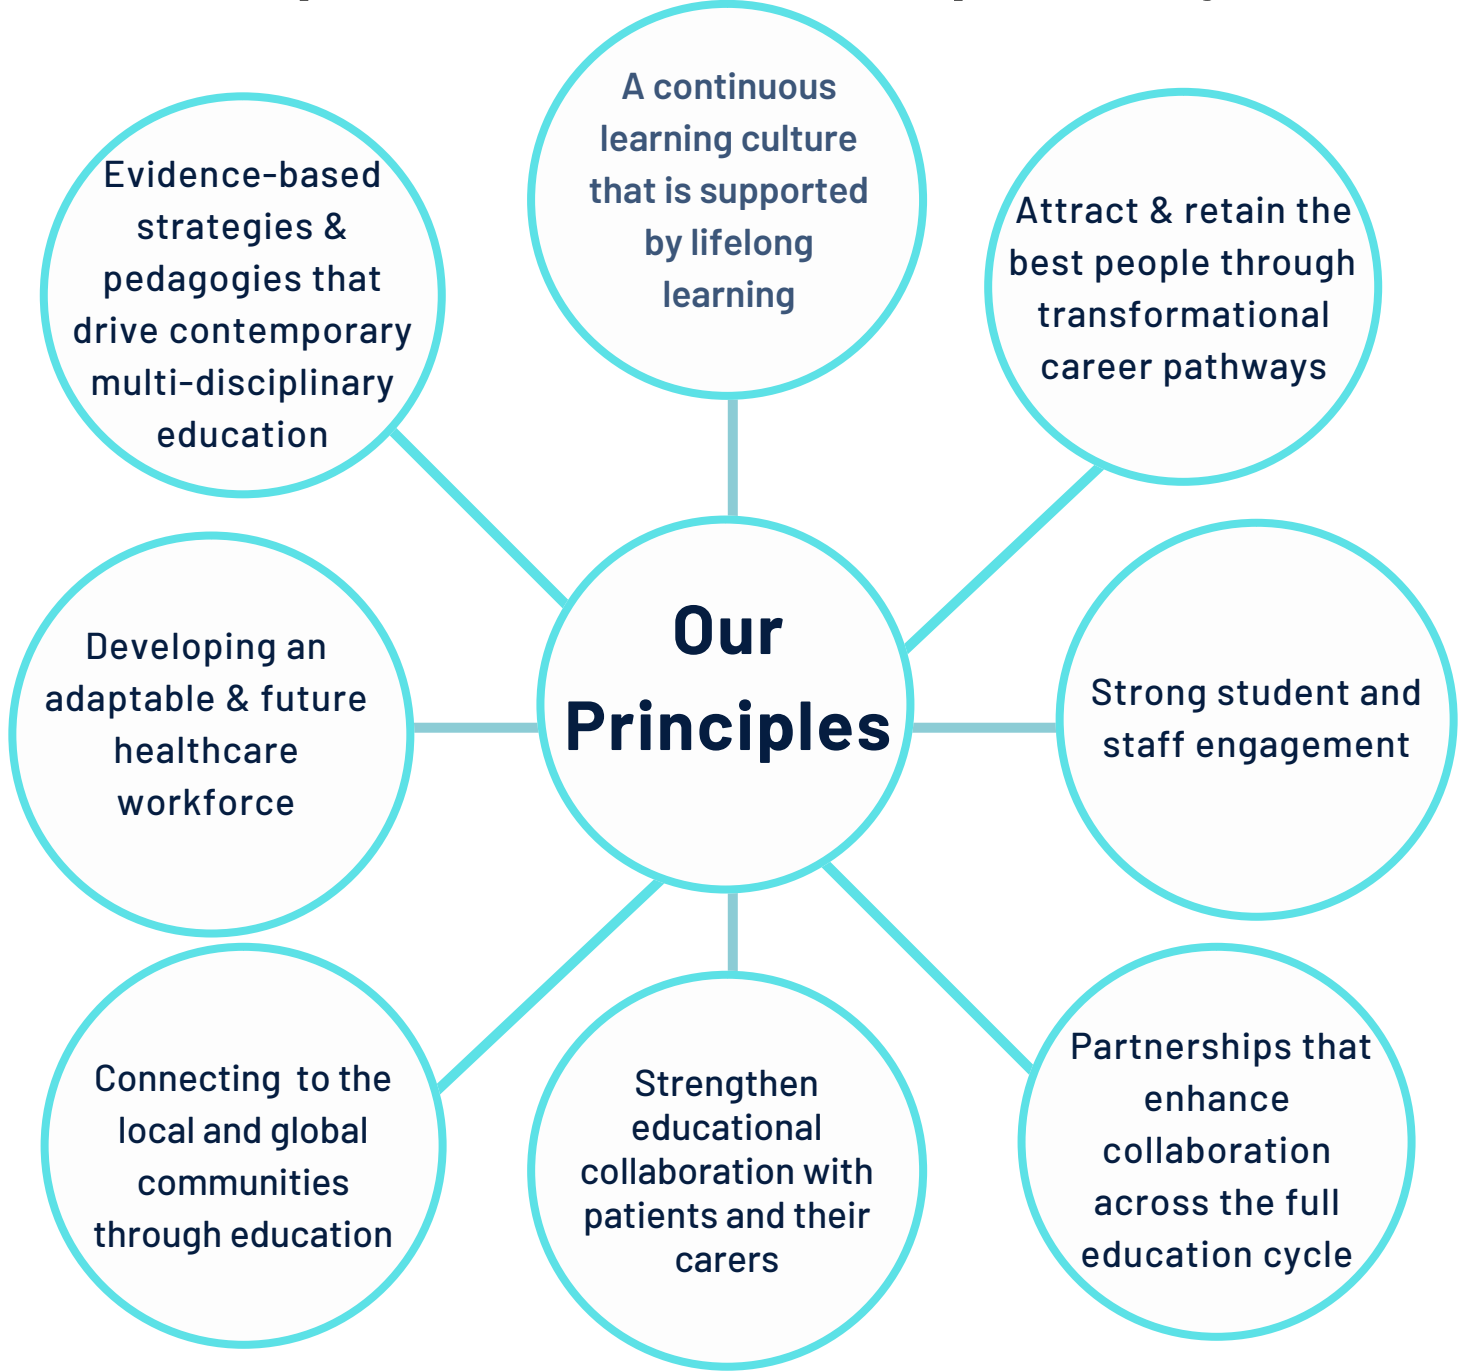 A continuous
learning culture
that is supported
by lifelong
learning
Evidence-based
strategies &
pedagogies that
drive contemporary
multi-disciplinary
education
Attract & retain the
best people through
transformational
career pathways
Our
Principles
Developing an
adaptable & future
healthcare
workforce
Strong student and
staff engagement
Connecting to the
local and global
communities
through education
Strengthen
educational
collaboration with
patients and their
carers
Partnerships that
enhance
collaboration
across the full
education cycle